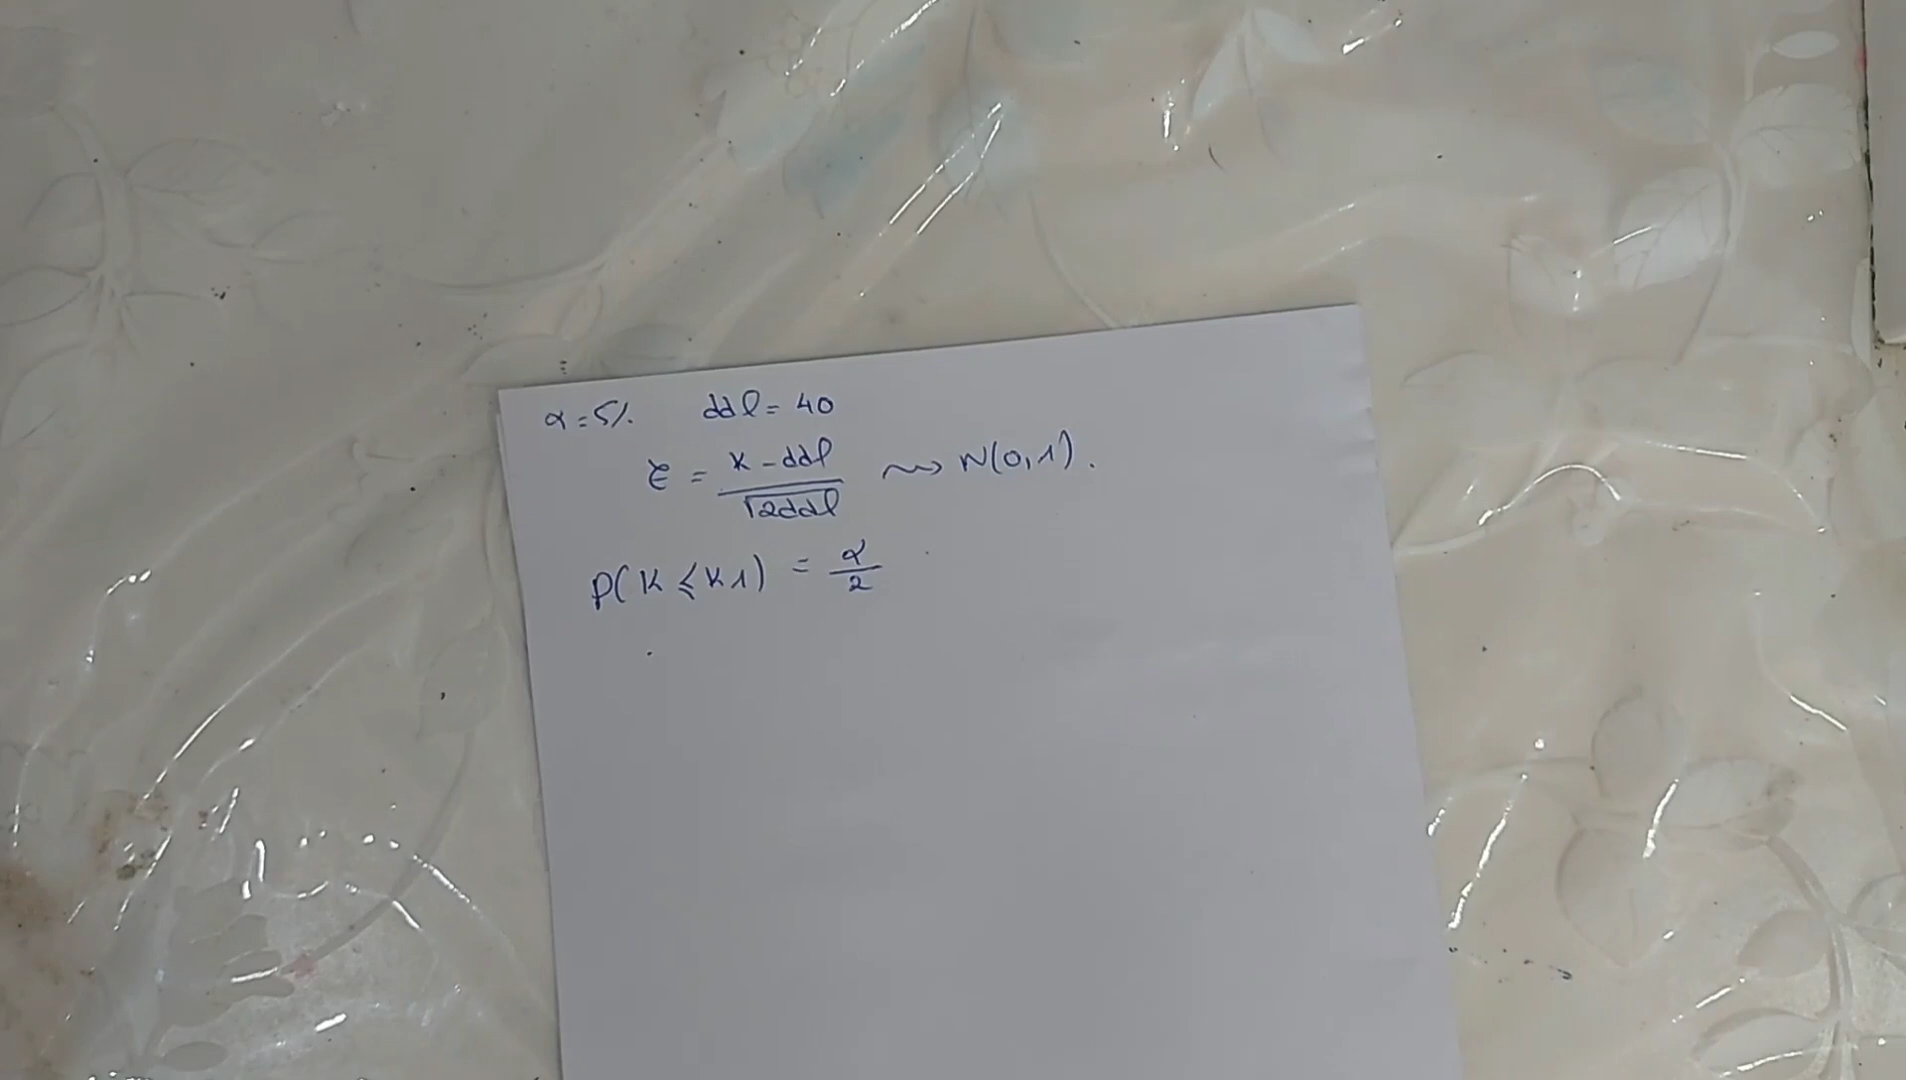 α = 5%. ddl = 40
z = (K - ddl) / √2ddl ⇝ N(0,1).
P(K ⩽ K1) = α/2